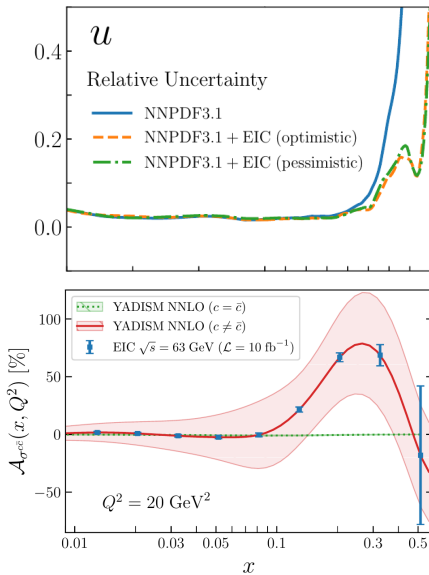 0.4
u
Relative Uncertainty
NNPDF3.1
0.2
NNPDF3.1 + EIC (optimistic)
NNPDF3.1 + EIC (pessimistic)
0.0
YADISM NNLO (c = c̄)
100
YADISM NNLO (c ≠ c̄)
EIC √s̄ = 63 GeV (𝓛 = 10 fb⁻¹)
50
0
−50
𝒜_{σ^{cc̄}}(x, Q²) [%]
Q² = 20 GeV²
0.01 0.03 0.05 0.1 0.3 0.5
x